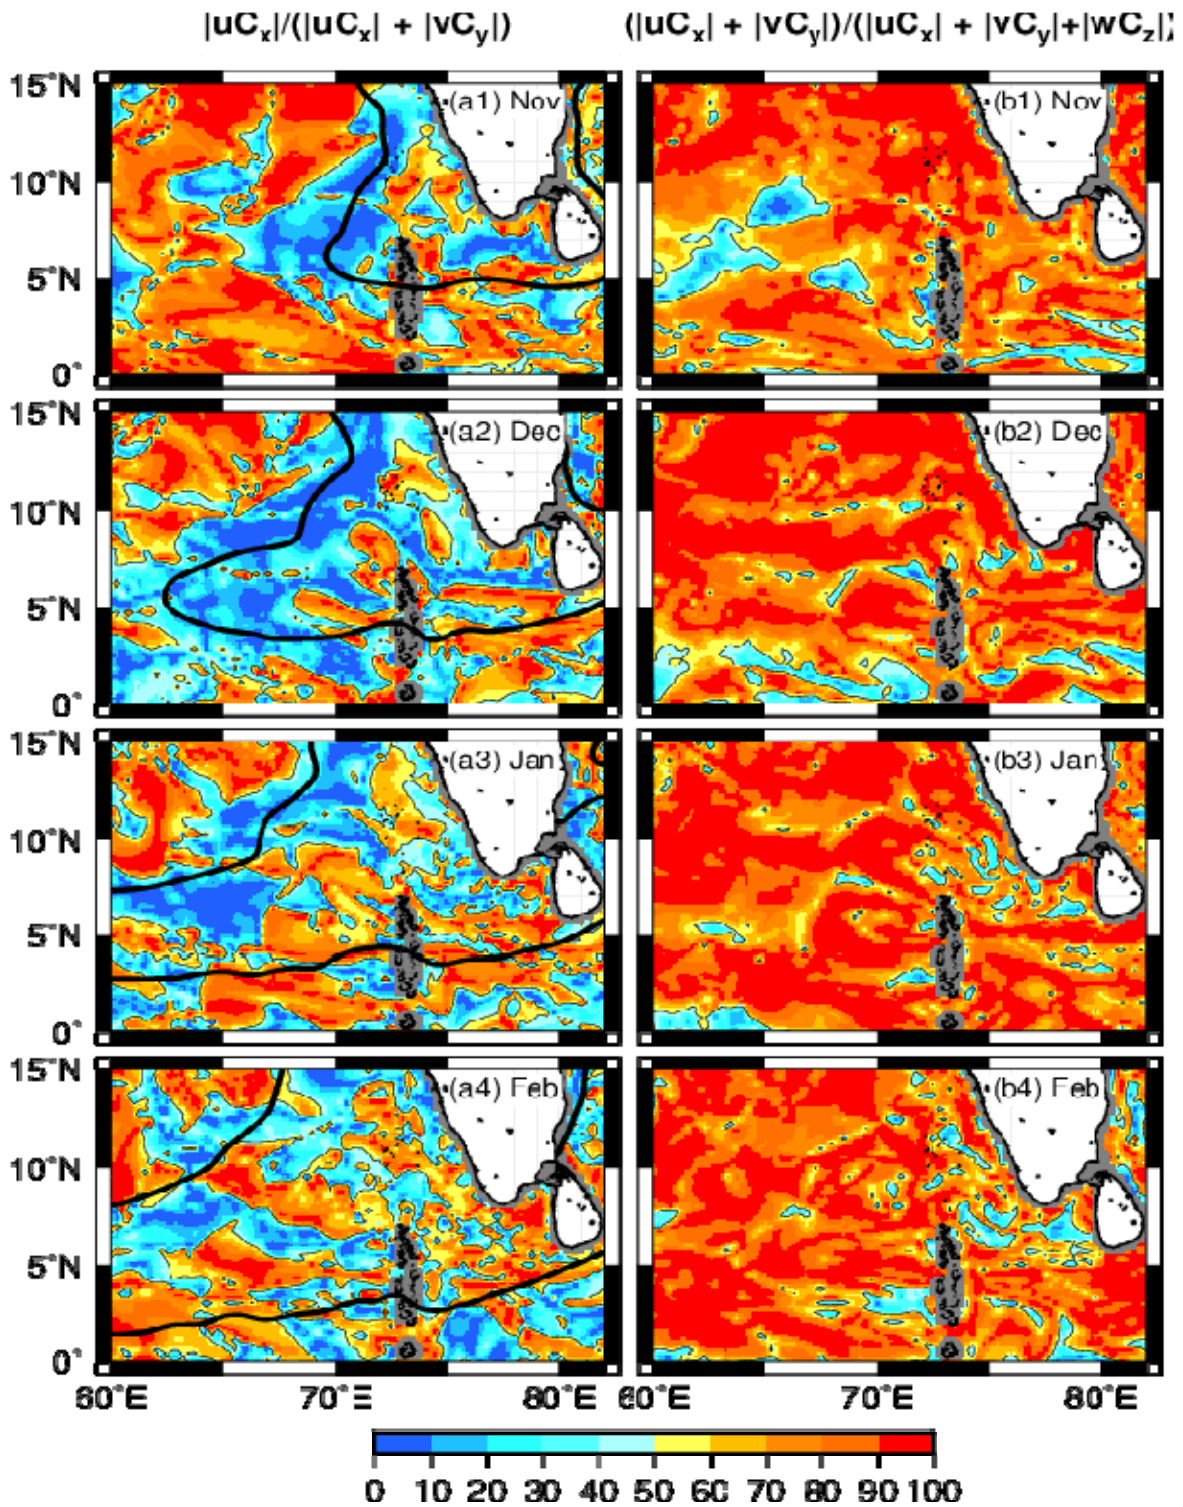 |uCx|/(|uCx| + |vCy|) (|uCx| + |vCy|)/(|uCx| + |vCy|+|wCz|)
15°N (a1) Nov (b1) Nov
10°N
5°N
0°
15°N (a2) Dec (b2) Dec
10°N
5°N
0°
15°N (a3) Jan (b3) Jan
10°N
5°N
0°
15°N (a4) Feb (b4) Feb
10°N
5°N
0°
60°E 70°E 80°E 60°E 70°E 80°E
0 10 20 30 40 50 60 70 80 90 100